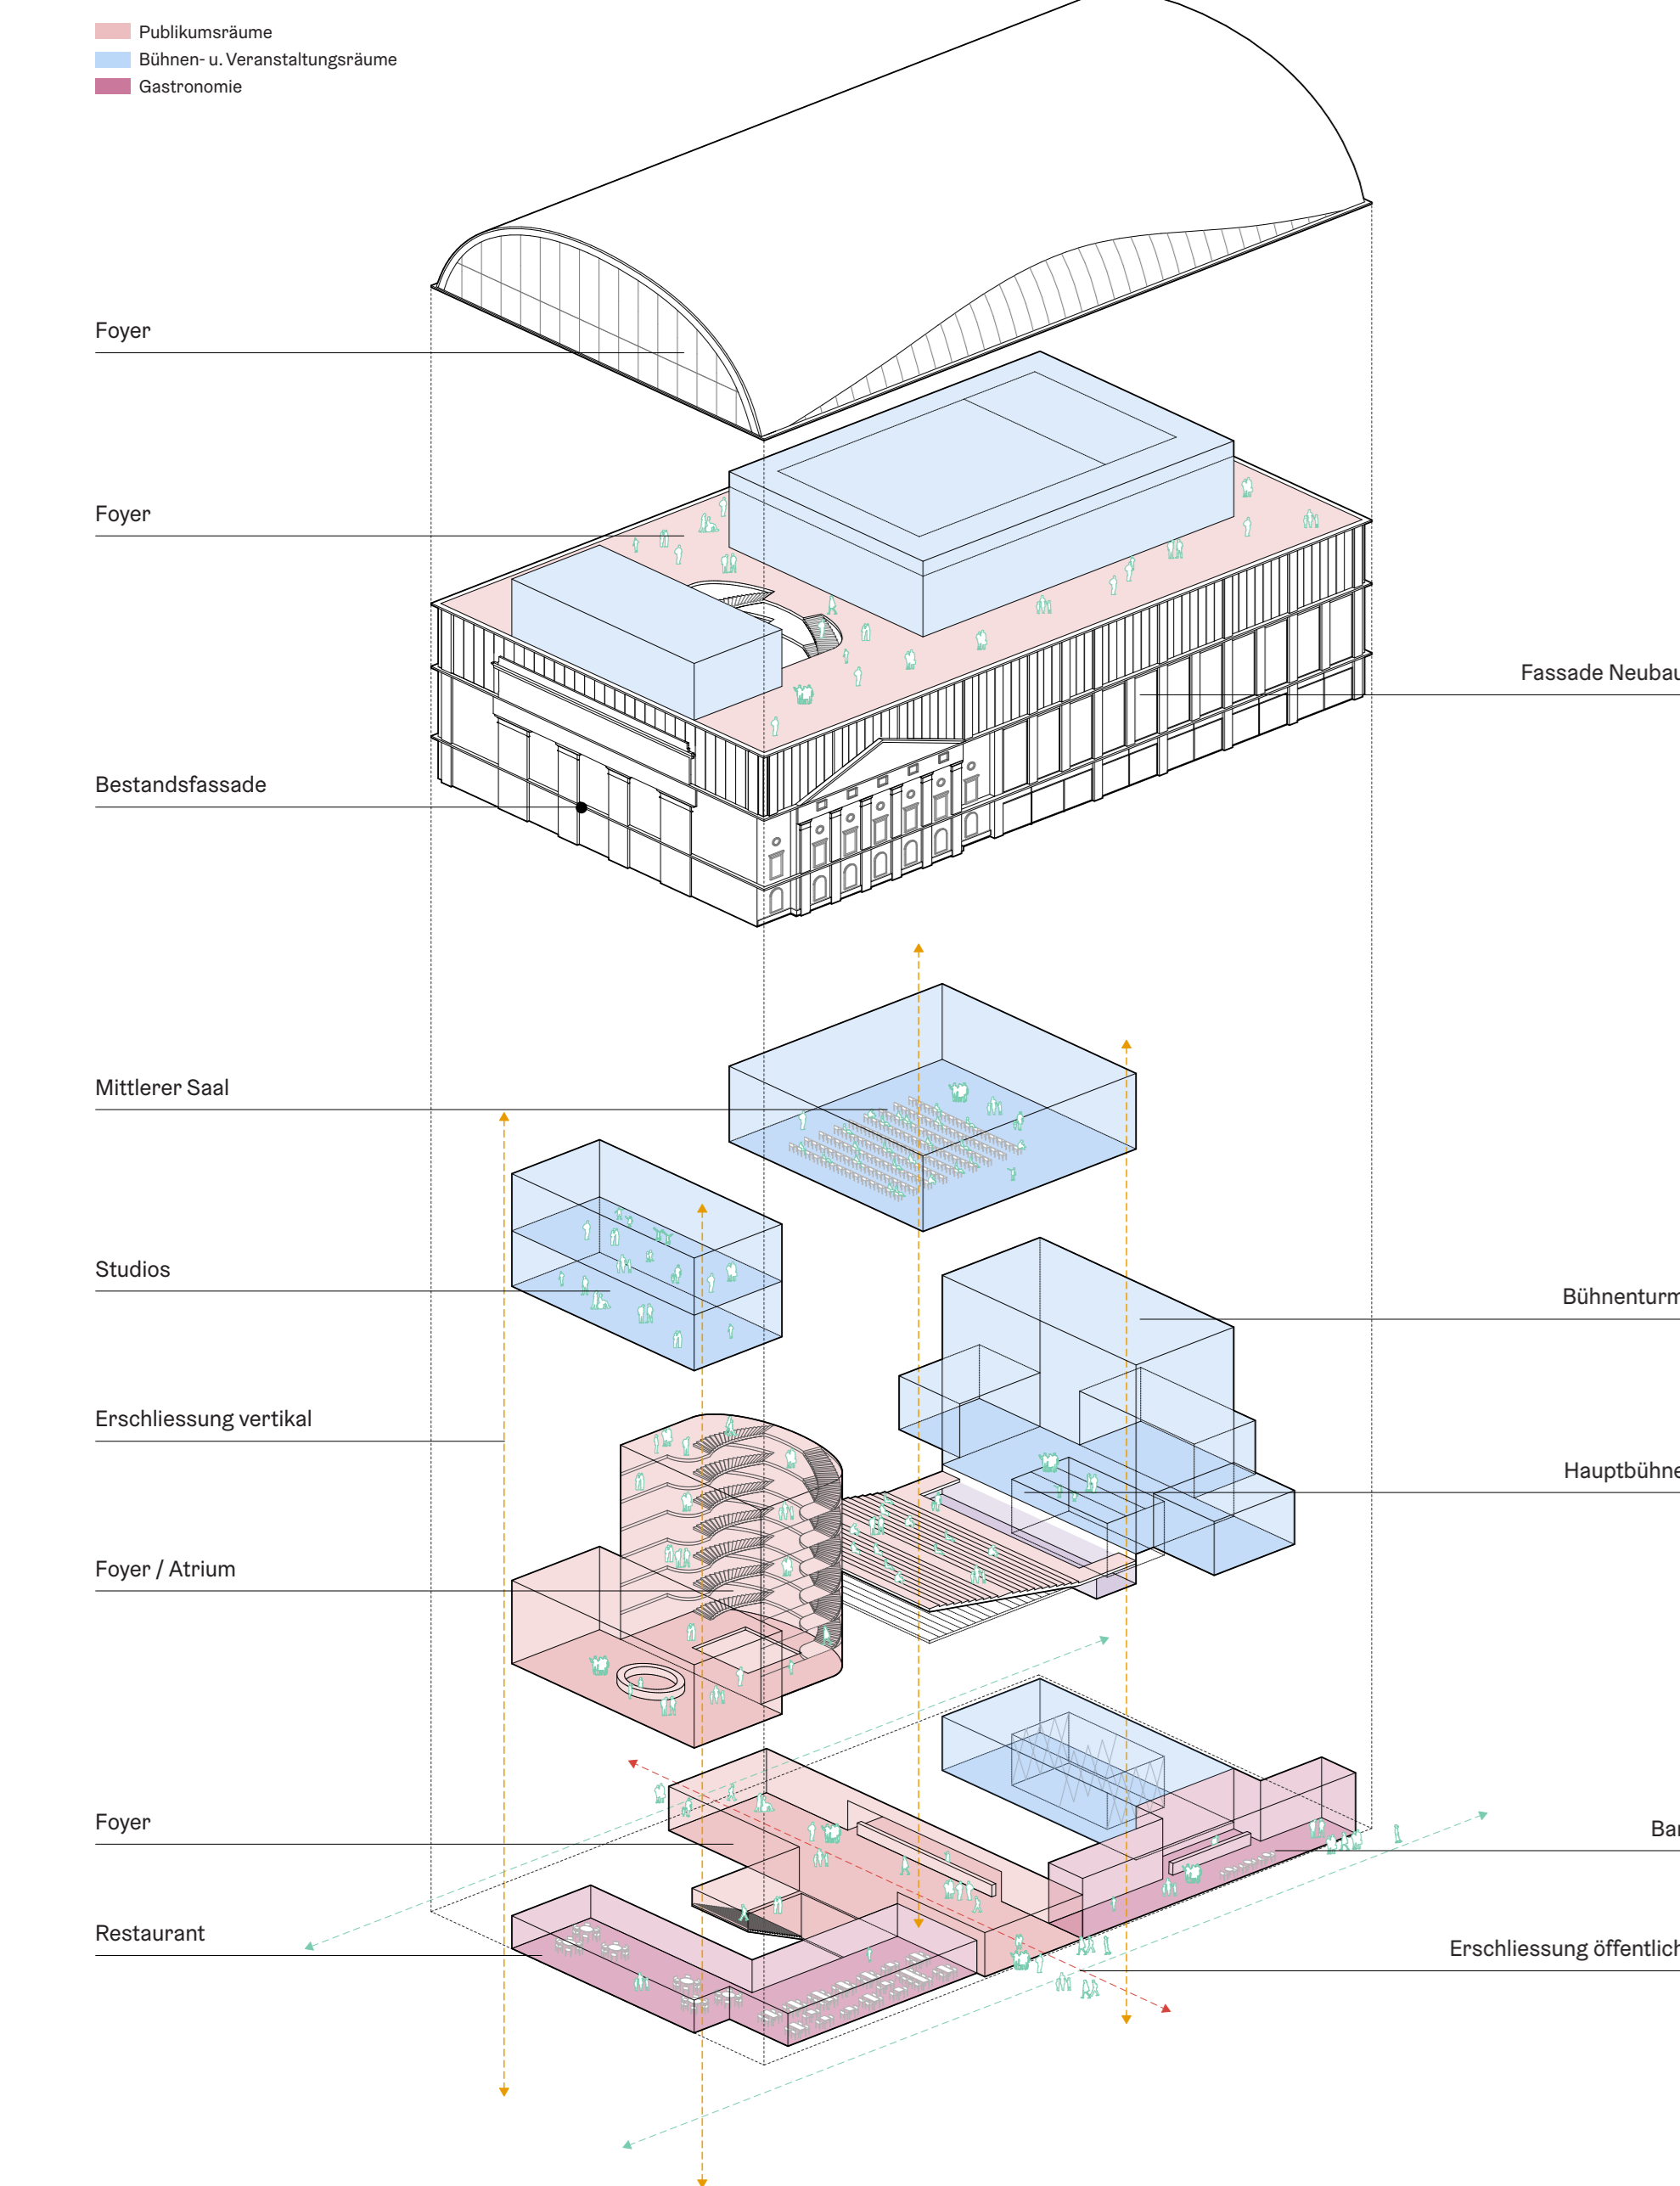 Publikumsräume
Bühnen- u. Veranstaltungsräume
Gastronomie
Foyer
Foyer
Fassade Neubau
Bestandsfassade
Mittlerer Saal
Studios
Bühnenturm
Erschliessung vertikal
Hauptbühne
Foyer / Atrium
Foyer
Bar
Restaurant
Erschliessung öffentlich